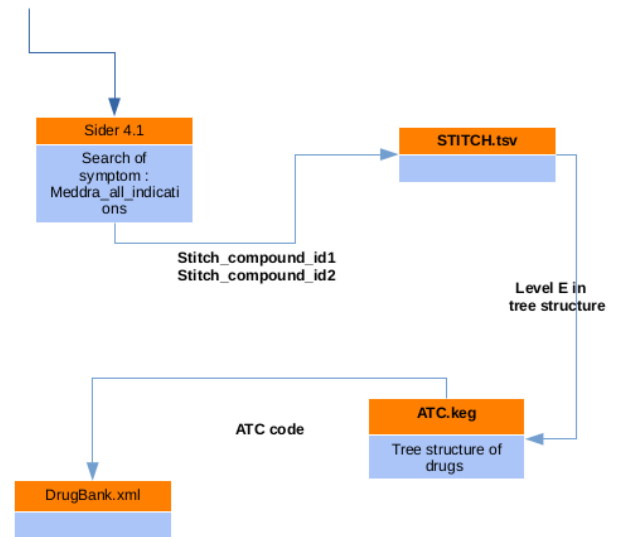 Sider 4.1
Search of
symptom :
Meddra_all_indicati
ons
STITCH.tsv
Stitch_compound_id1
Stitch_compound_id2
Level E in
tree structure
ATC.keg
Tree structure of
drugs
ATC code
DrugBank.xml